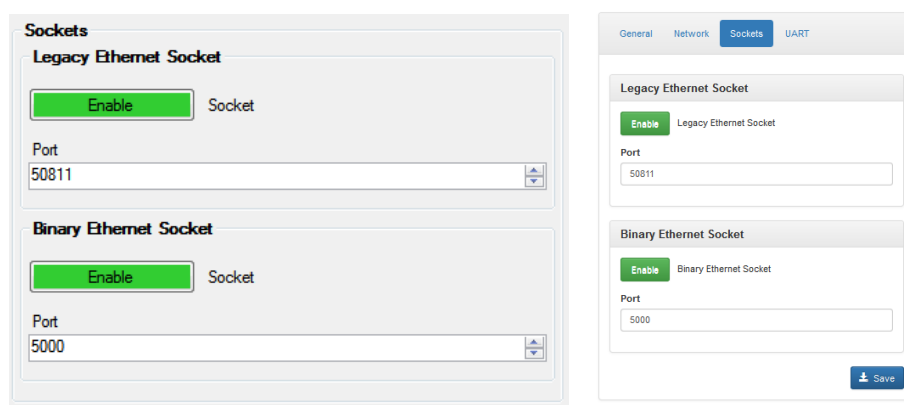 Sockets
Legacy Ethernet Socket
Enable Socket
Port
50811
Binary Ethernet Socket
Enable Socket
Port
5000
General Network Sockets UART
Legacy Ethernet Socket
Enable Legacy Ethernet Socket
Port
50811
Binary Ethernet Socket
Enable Binary Ethernet Socket
Port
5000
Save